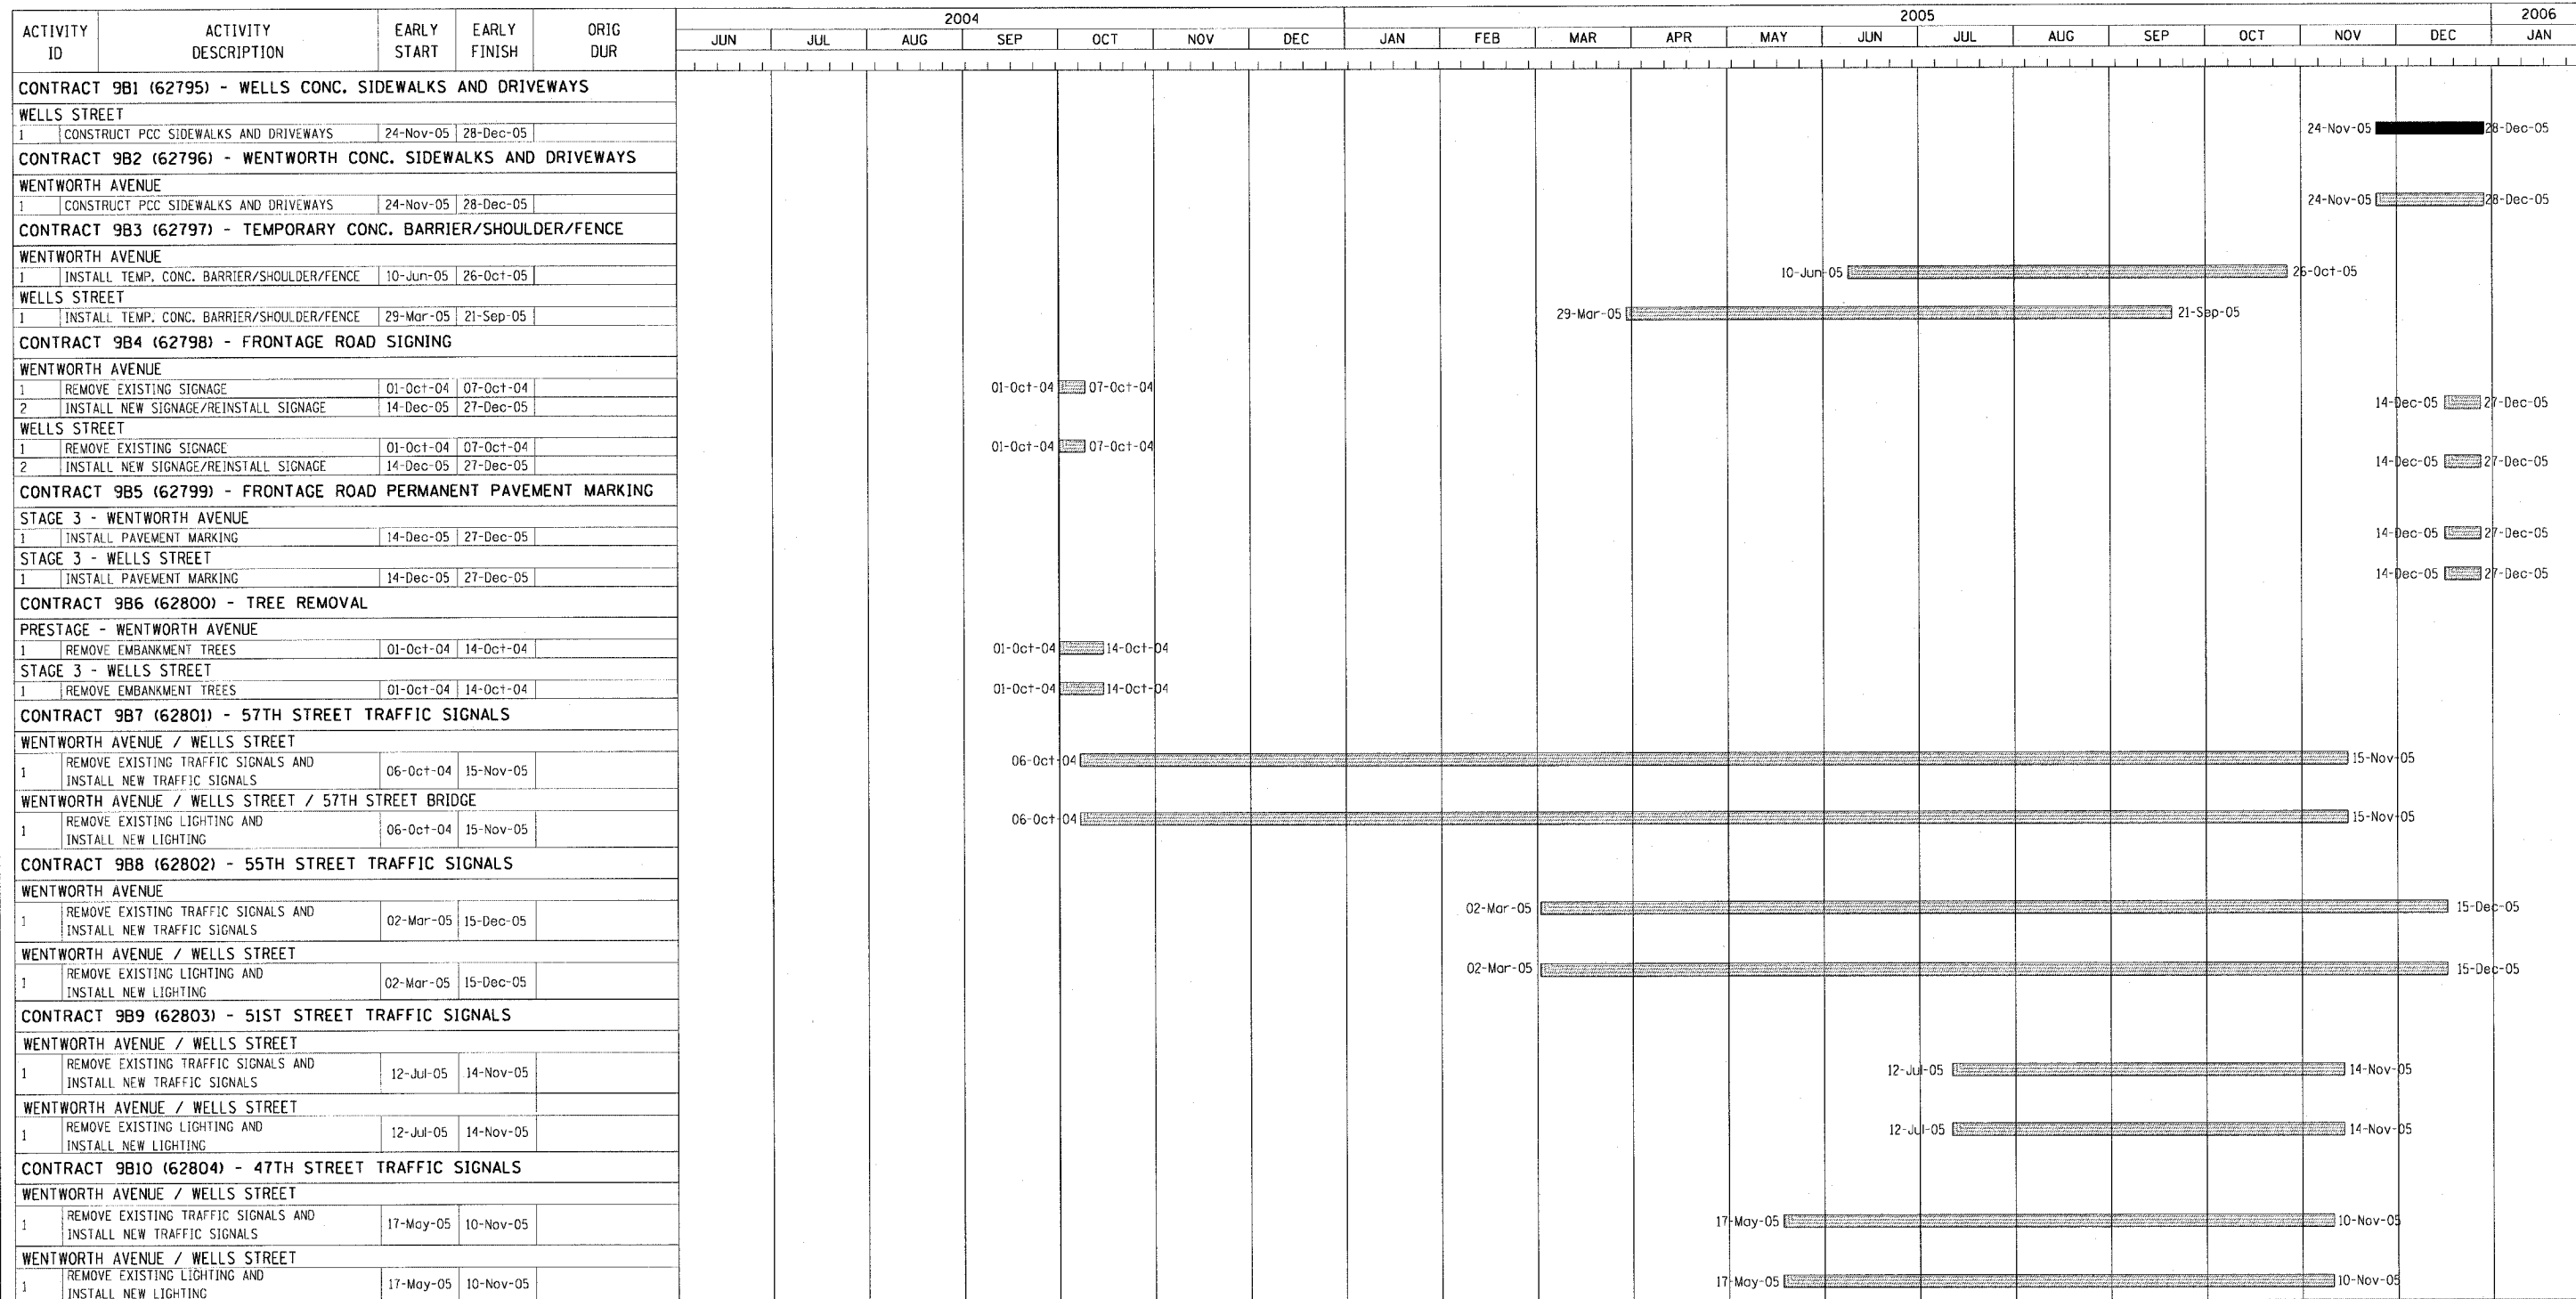 ACTIVITY ID ACTIVITY DESCRIPTION EARLY START EARLY FINISH ORIG DUR
2004 2005 2006
JUN JUL AUG SEP OCT NOV DEC JAN FEB MAR APR MAY JUN JUL AUG SEP OCT NOV DEC JAN
CONTRACT 9B1 (62795) - WELLS CONC. SIDEWALKS AND DRIVEWAYS
WELLS STREET
1 CONSTRUCT PCC SIDEWALKS AND DRIVEWAYS 24-Nov-05 28-Dec-05 24-Nov-05 28-Dec-05
CONTRACT 9B2 (62796) - WENTWORTH CONC. SIDEWALKS AND DRIVEWAYS
WENTWORTH AVENUE
1 CONSTRUCT PCC SIDEWALKS AND DRIVEWAYS 24-Nov-05 28-Dec-05 24-Nov-05 28-Dec-05
CONTRACT 9B3 (62797) - TEMPORARY CONC. BARRIER/SHOULDER/FENCE
WENTWORTH AVENUE
1 INSTALL TEMP. CONC. BARRIER/SHOULDER/FENCE 10-Jun-05 26-Oct-05 10-Jun-05 26-Oct-05
WELLS STREET
1 INSTALL TEMP. CONC. BARRIER/SHOULDER/FENCE 29-Mar-05 21-Sep-05 29-Mar-05 21-Sep-05
CONTRACT 9B4 (62798) - FRONTAGE ROAD SIGNING
WENTWORTH AVENUE
1 REMOVE EXISTING SIGNAGE 01-Oct-04 07-Oct-04 01-Oct-04 07-Oct-04
2 INSTALL NEW SIGNAGE/REINSTALL SIGNAGE 14-Dec-05 27-Dec-05 14-Dec-05 27-Dec-05
WELLS STREET
1 REMOVE EXISTING SIGNAGE 01-Oct-04 07-Oct-04 01-Oct-04 07-Oct-04
2 INSTALL NEW SIGNAGE/REINSTALL SIGNAGE 14-Dec-05 27-Dec-05 14-Dec-05 27-Dec-05
CONTRACT 9B5 (62799) - FRONTAGE ROAD PERMANENT PAVEMENT MARKING
STAGE 3 - WENTWORTH AVENUE
1 INSTALL PAVEMENT MARKING 14-Dec-05 27-Dec-05 14-Dec-05 27-Dec-05
STAGE 3 - WELLS STREET
1 INSTALL PAVEMENT MARKING 14-Dec-05 27-Dec-05 14-Dec-05 27-Dec-05
CONTRACT 9B6 (62800) - TREE REMOVAL
PRESTAGE - WENTWORTH AVENUE
1 REMOVE EMBANKMENT TREES 01-Oct-04 14-Oct-04 01-Oct-04 14-Oct-04
STAGE 3 - WELLS STREET
1 REMOVE EMBANKMENT TREES 01-Oct-04 14-Oct-04 01-Oct-04 14-Oct-04
CONTRACT 9B7 (62801) - 57TH STREET TRAFFIC SIGNALS
WENTWORTH AVENUE / WELLS STREET
1 REMOVE EXISTING TRAFFIC SIGNALS AND INSTALL NEW TRAFFIC SIGNALS 06-Oct-04 15-Nov-05 06-Oct-04 15-Nov-05
WENTWORTH AVENUE / WELLS STREET / 57TH STREET BRIDGE
1 REMOVE EXISTING LIGHTING AND INSTALL NEW LIGHTING 06-Oct-04 15-Nov-05 06-Oct-04 15-Nov-05
CONTRACT 9B8 (62802) - 55TH STREET TRAFFIC SIGNALS
WENTWORTH AVENUE
1 REMOVE EXISTING TRAFFIC SIGNALS AND INSTALL NEW TRAFFIC SIGNALS 02-Mar-05 15-Dec-05 02-Mar-05 15-Dec-05
WENTWORTH AVENUE / WELLS STREET
1 REMOVE EXISTING LIGHTING AND INSTALL NEW LIGHTING 02-Mar-05 15-Dec-05 02-Mar-05 15-Dec-05
CONTRACT 9B9 (62803) - 51ST STREET TRAFFIC SIGNALS
WENTWORTH AVENUE / WELLS STREET
1 REMOVE EXISTING TRAFFIC SIGNALS AND INSTALL NEW TRAFFIC SIGNALS 12-Jul-05 14-Nov-05 12-Jul-05 14-Nov-05
WENTWORTH AVENUE / WELLS STREET
1 REMOVE EXISTING LIGHTING AND INSTALL NEW LIGHTING 12-Jul-05 14-Nov-05 12-Jul-05 14-Nov-05
CONTRACT 9B10 (62804) - 47TH STREET TRAFFIC SIGNALS
WENTWORTH AVENUE / WELLS STREET
1 REMOVE EXISTING TRAFFIC SIGNALS AND INSTALL NEW TRAFFIC SIGNALS 17-May-05 10-Nov-05 17-May-05 10-Nov-05
WENTWORTH AVENUE / WELLS STREET
1 REMOVE EXISTING LIGHTING AND INSTALL NEW LIGHTING 17-May-05 10-Nov-05 17-May-05 10-Nov-05